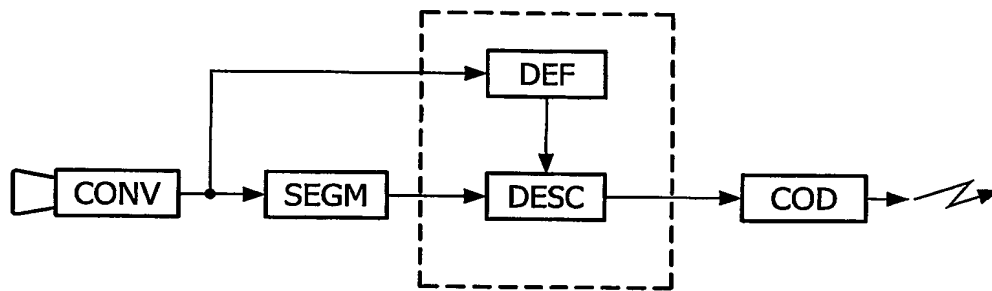 DEF
CONV
SEGM
DESC
COD